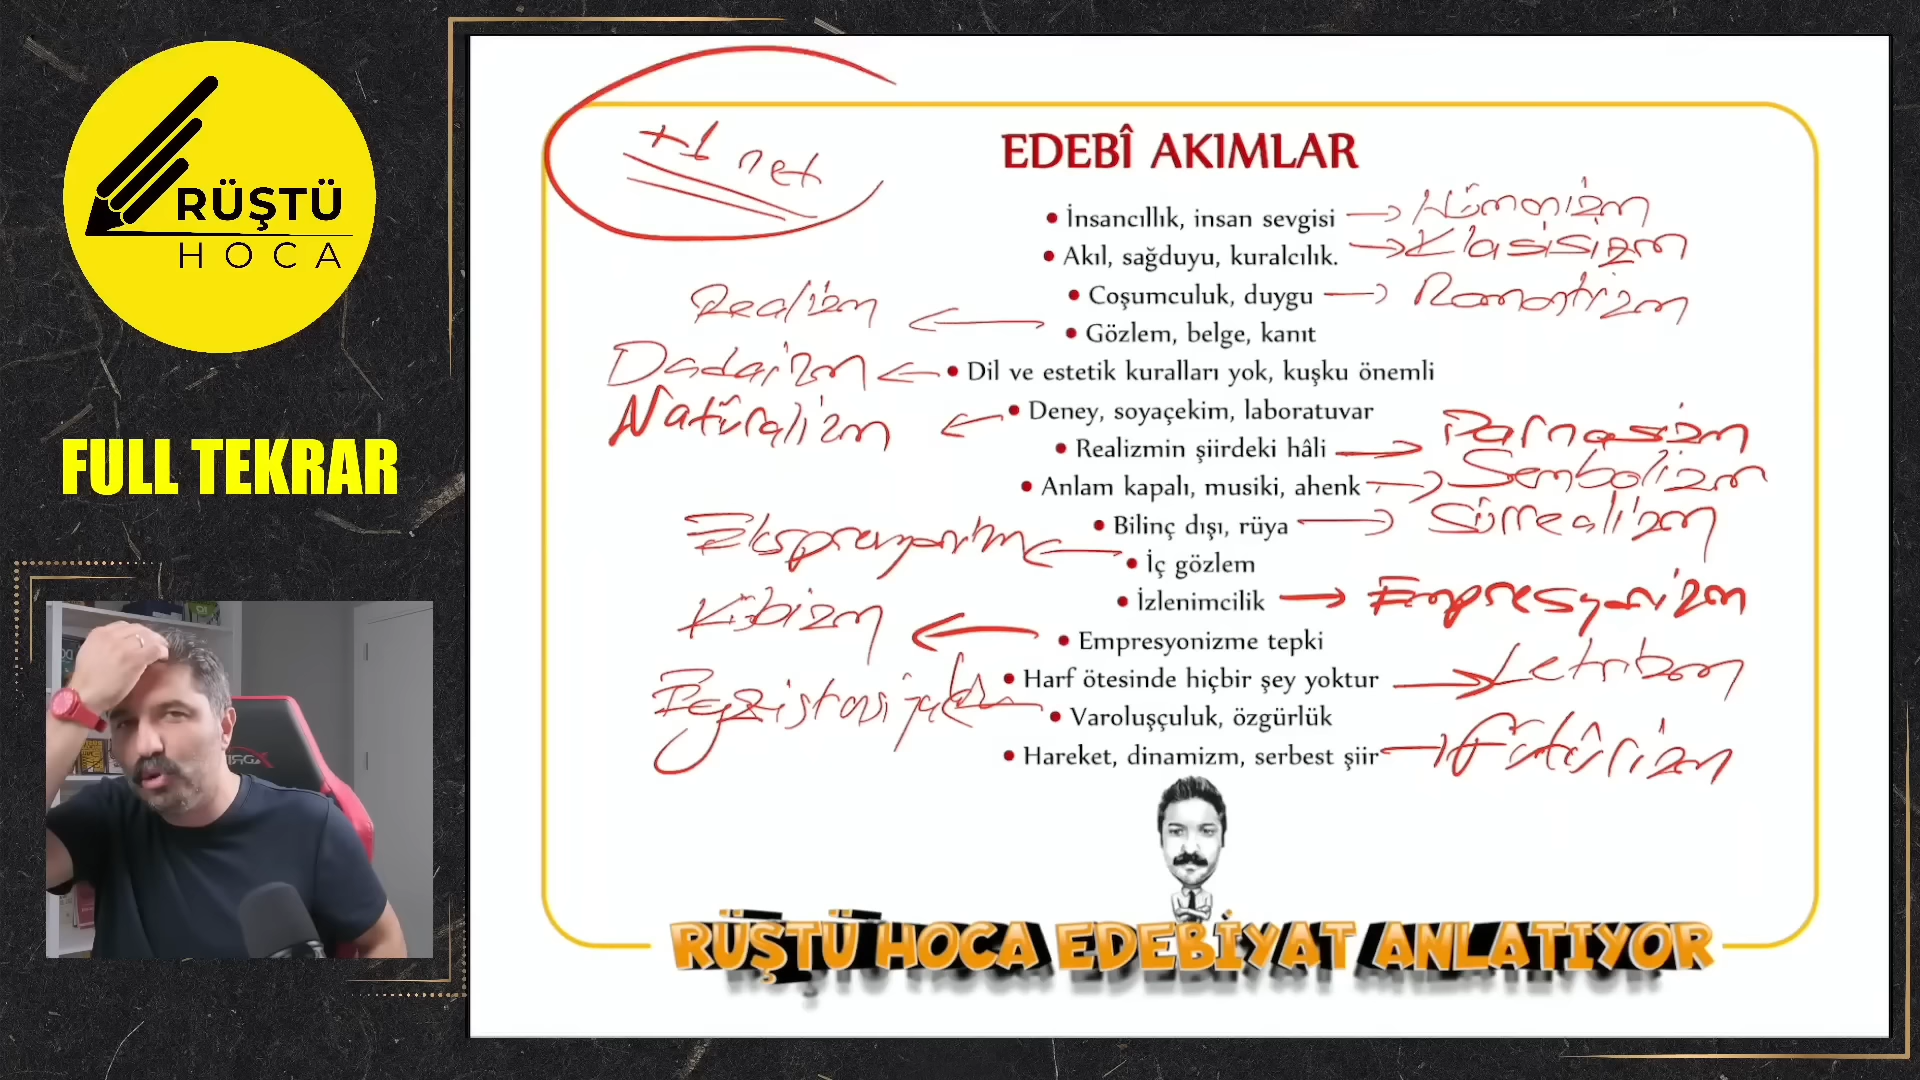 RÜŞTÜ
HOCA
FULL TEKRAR
+1 net
EDEBÎ AKIMLAR
• İnsancıllık, insan sevgisi → Hümanizm
• Akıl, sağduyu, kuralcılık. → Klasisizm
• Coşumculuk, duygu → Romantizm
Realizm ← • Gözlem, belge, kanıt
Dadaizm ← • Dil ve estetik kuralları yok, kuşku önemli
Natüralizm ← • Deney, soyaçekim, laboratuvar
• Realizmin şiirdeki hâli → Parnasizm
• Anlam kapalı, musiki, ahenk → Sembolizm
• Bilinç dışı, rüya → Sürrealizm
← • İç gözlem
• İzlenimcilik → Empresyonizm
Kübizm ← • Empresyonizme tepki
• Harf ötesinde hiçbir şey yoktur →
• Varoluşçuluk, özgürlük
• Hareket, dinamizm, serbest şiir → Fütürizm
RÜŞTÜ HOCA EDEBİYAT ANLATIYOR